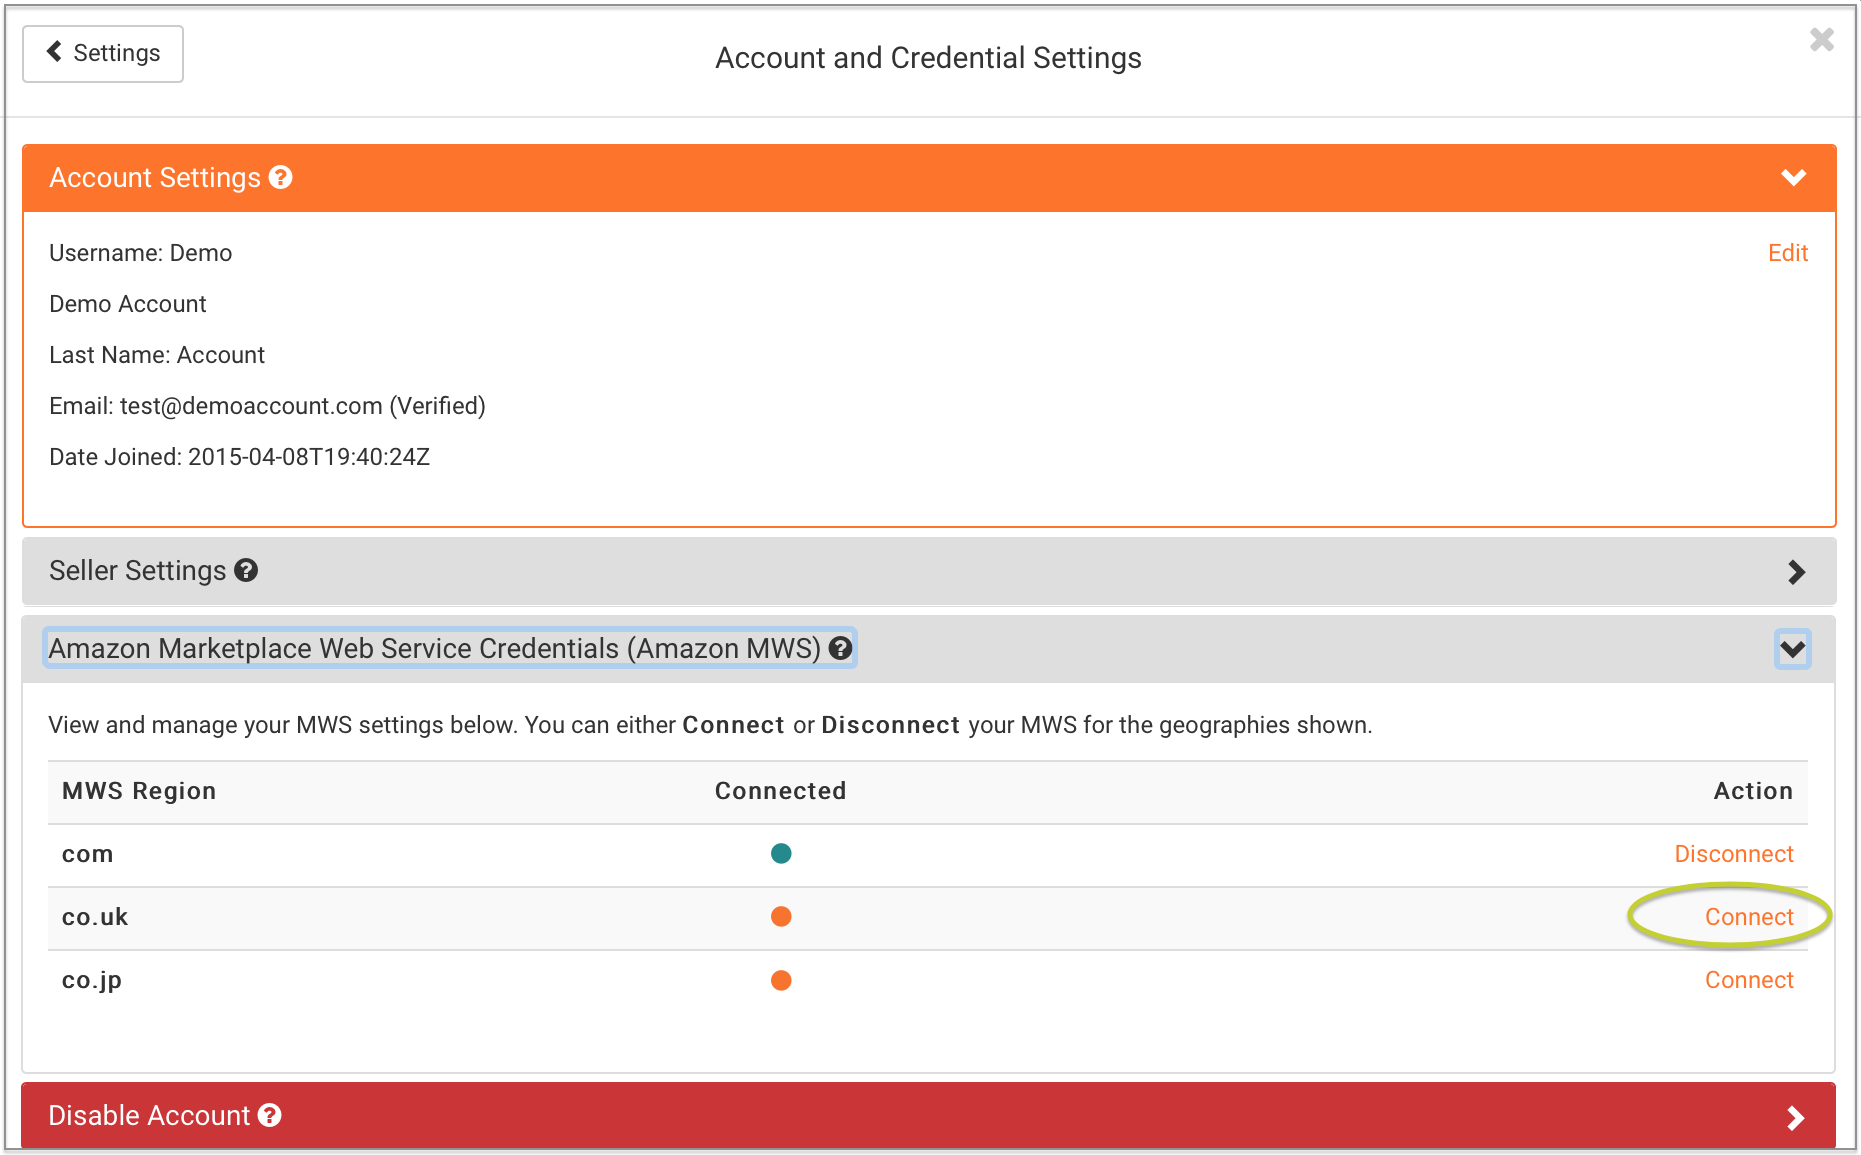 Settings
Account and Credential Settings
Account Settings
Username: Demo
Edit
Demo Account
Last Name: Account
Email: test@demoaccount.com (Verified)
Date Joined: 2015-04-08T19:40:24Z
Seller Settings
Amazon Marketplace Web Service Credentials (Amazon MWS)
View and manage your MWS settings below. You can either Connect or Disconnect your MWS for the geographies shown.
MWS Region Connected Action
com Disconnect
co.uk Connect
co.jp Connect
Disable Account